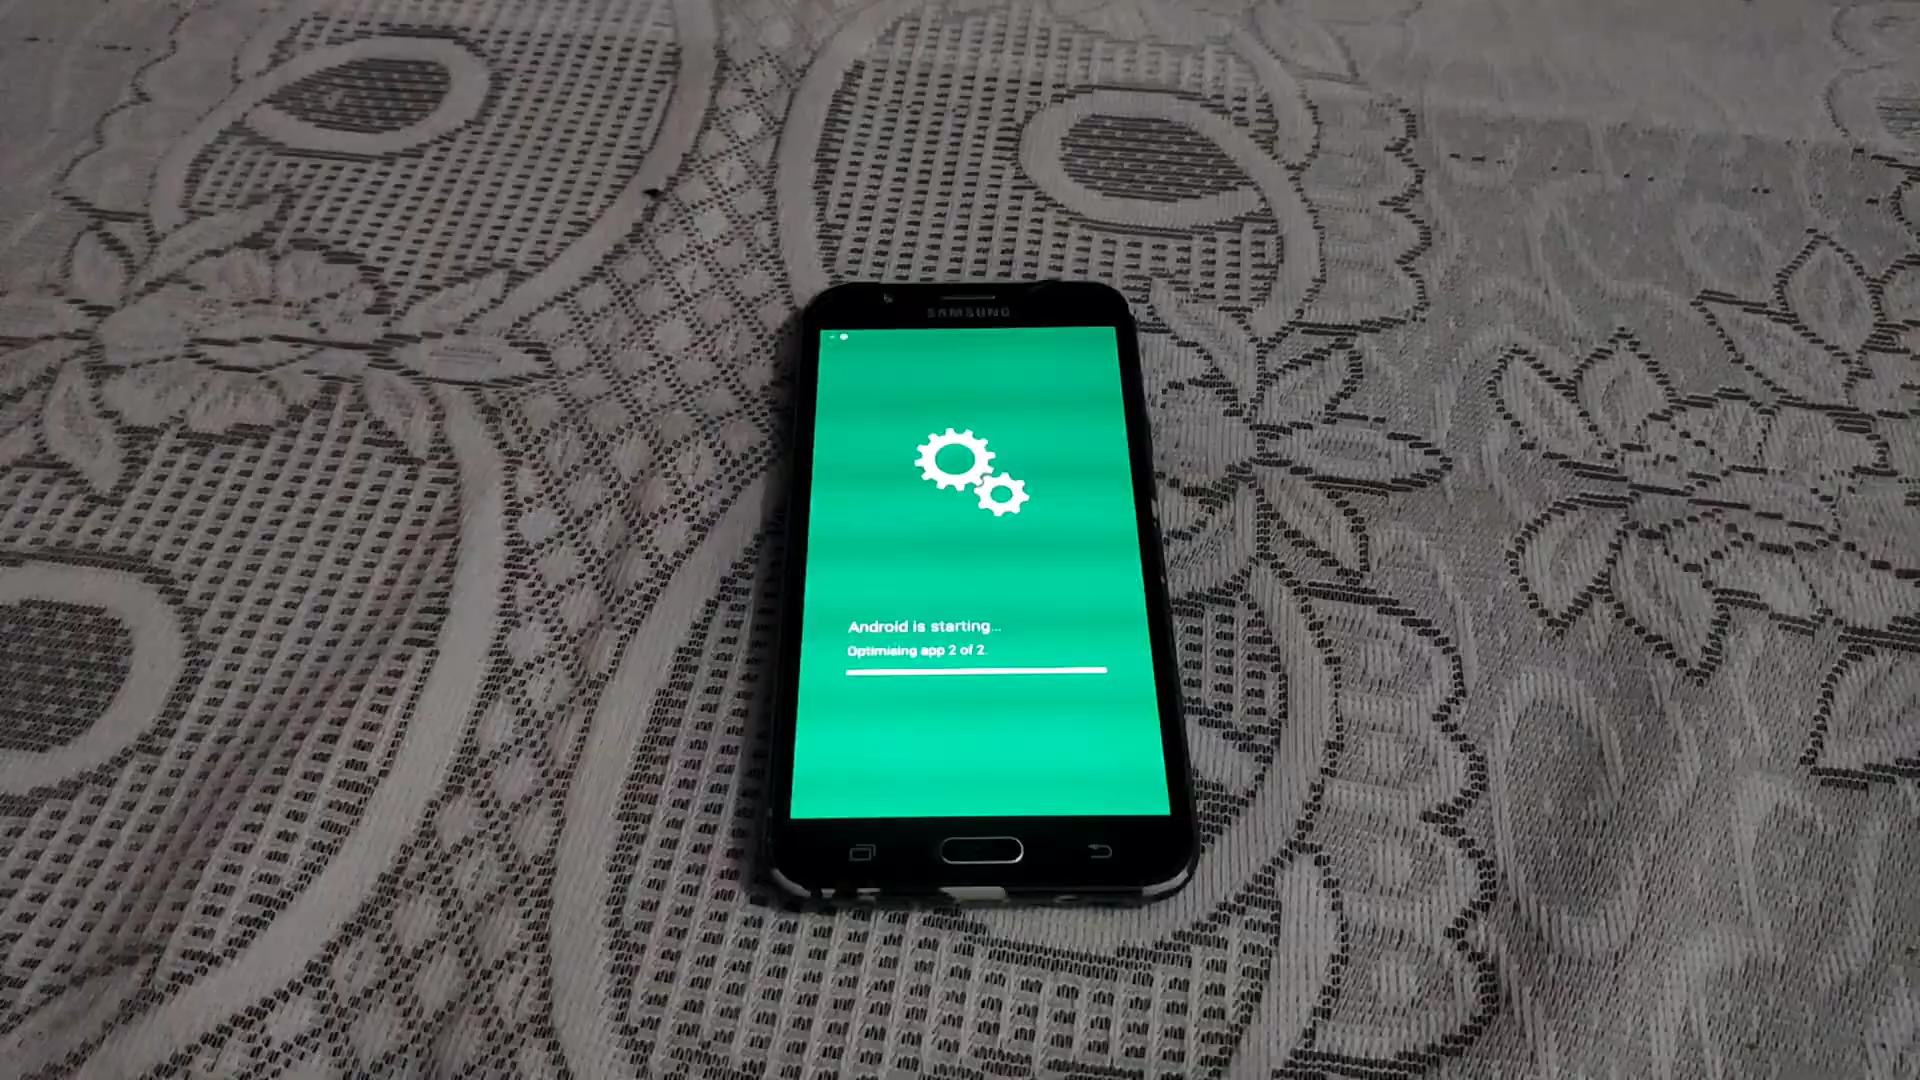 SAMSUNG
Android is starting...
Optimising app 2 of 2.